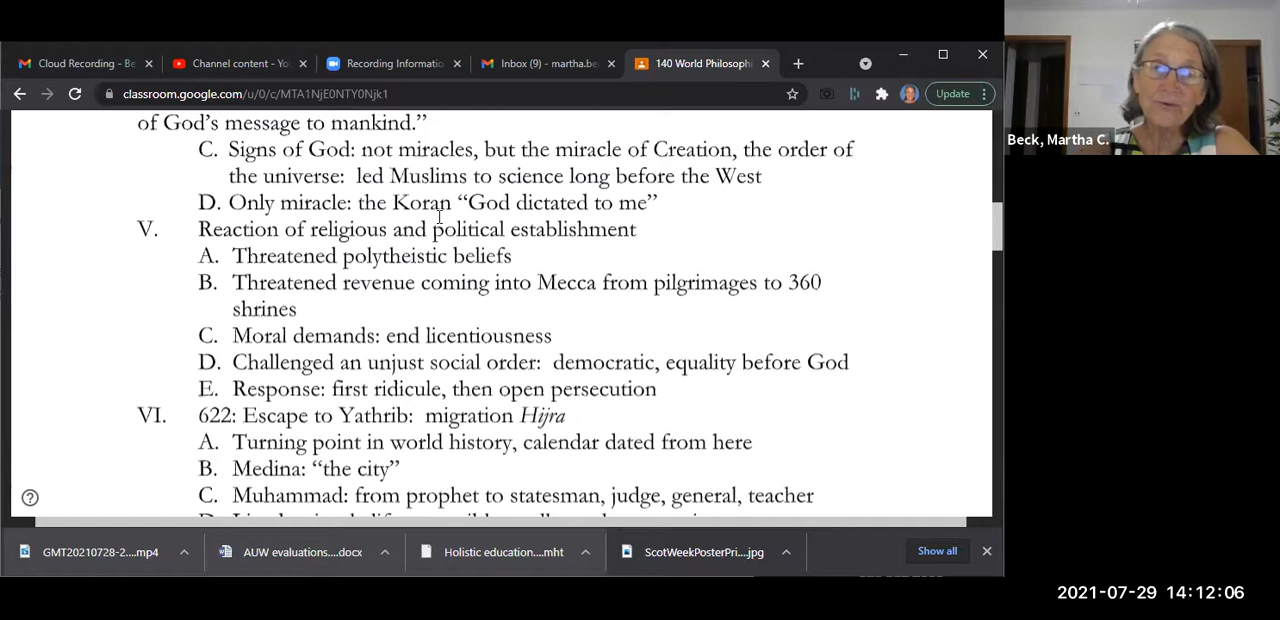 Cloud Recording - Be
Channel content - Yo
Recording Informatio
Inbox (9) - martha.be
140 World Philosophi
classroom.google.com/u/0/c/MTA1NjE0NTY0Njk1
Update
Beck, Martha C.
of God's message to mankind."
C. Signs of God: not miracles, but the miracle of Creation, the order of
the universe: led Muslims to science long before the West
D. Only miracle: the Koran "God dictated to me"
V. Reaction of religious and political establishment
A. Threatened polytheistic beliefs
B. Threatened revenue coming into Mecca from pilgrimages to 360
shrines
C. Moral demands: end licentiousness
D. Challenged an unjust social order: democratic, equality before God
E. Response: first ridicule, then open persecution
VI. 622: Escape to Yathrib: migration Hijra
A. Turning point in world history, calendar dated from here
B. Medina: "the city"
C. Muhammad: from prophet to statesman, judge, general, teacher
GMT20210728-2....mp4
AUW evaluations....docx
Holistic education....mht
ScotWeekPosterPri....jpg
Show all
2021-07-29 14:12:06